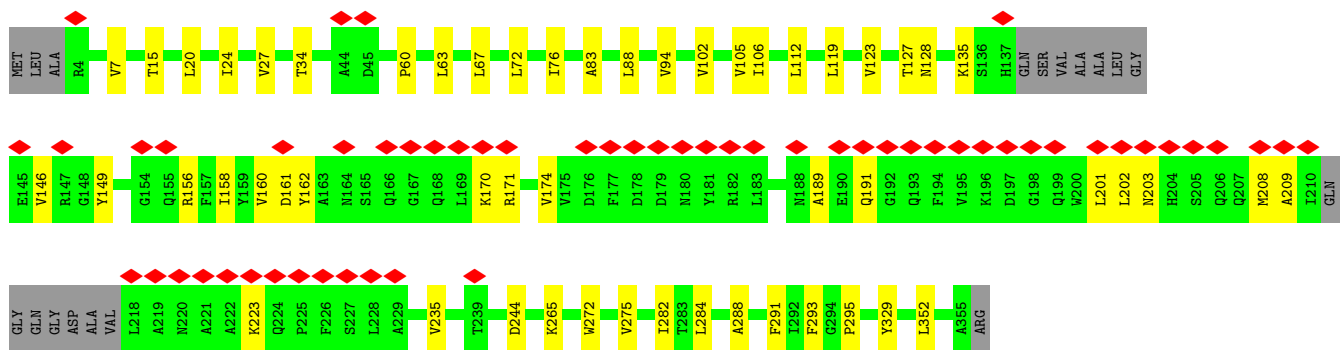 MET LEU ALA R4 V7 T15 L20 I24 V27 T34 A44 D45 P60 L63 L67 L72 I76 A83 L88 V94 V102 V105 I106 L112 L119 V123 T127 N128 K135 S136 H137 GLN SER VAL ALA ALA LEU GLY
E145 V146 R147 G148 Y149 G154 Q155 R156 F157 I158 Y159 V160 D161 Y162 A163 N164 S165 Q166 G167 Q168 L169 K170 R171 V174 V175 D176 F177 D178 D179 N180 Y181 R182 L183 N188 A189 E190 Q191 G192 Q193 F194 V195 K196 D197 G198 Q199 W200 L201 L202 N203 H204 S205 Q206 Q207 M208 A209 I210 GLN
GLY GLN GLY ASP ALA VAL L218 A219 N220 A221 A222 K223 Q224 P225 F226 S227 L228 A229 V235 T239 D244 K265 W272 V275 I282 T283 L284 A288 F291 I292 F293 G294 P295 Y329 L352 A355 ARG